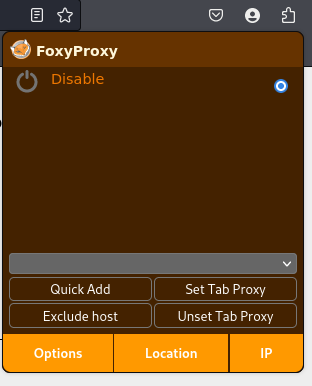 FoxyProxy
Disable
Quick Add Set Tab Proxy
Exclude host Unset Tab Proxy
Options Location IP